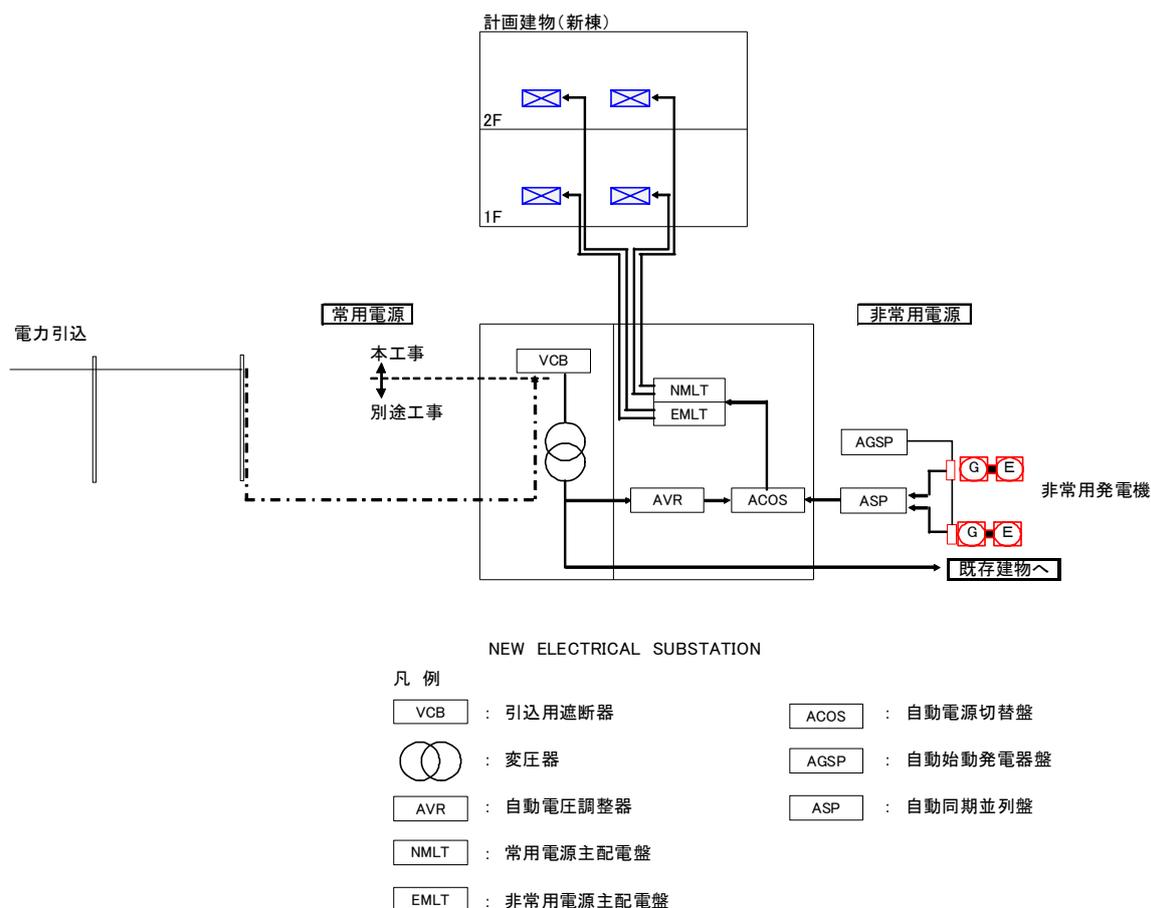 計画建物(新棟)
2F
1F
常用電源
非常用電源
電力引込
本工事
別途工事
VCB
NMLT
EMLT
AGSP
G E
非常用発電機
AVR
ACOS
ASP
G E
既存建物へ
NEW ELECTRICAL SUBSTATION
凡 例
VCB : 引込用遮断器
: 変圧器
AVR : 自動電圧調整器
NMLT : 常用電源主配電盤
EMLT : 非常用電源主配電盤
ACOS : 自動電源切替盤
AGSP : 自動始動発電器盤
ASP : 自動同期並列盤